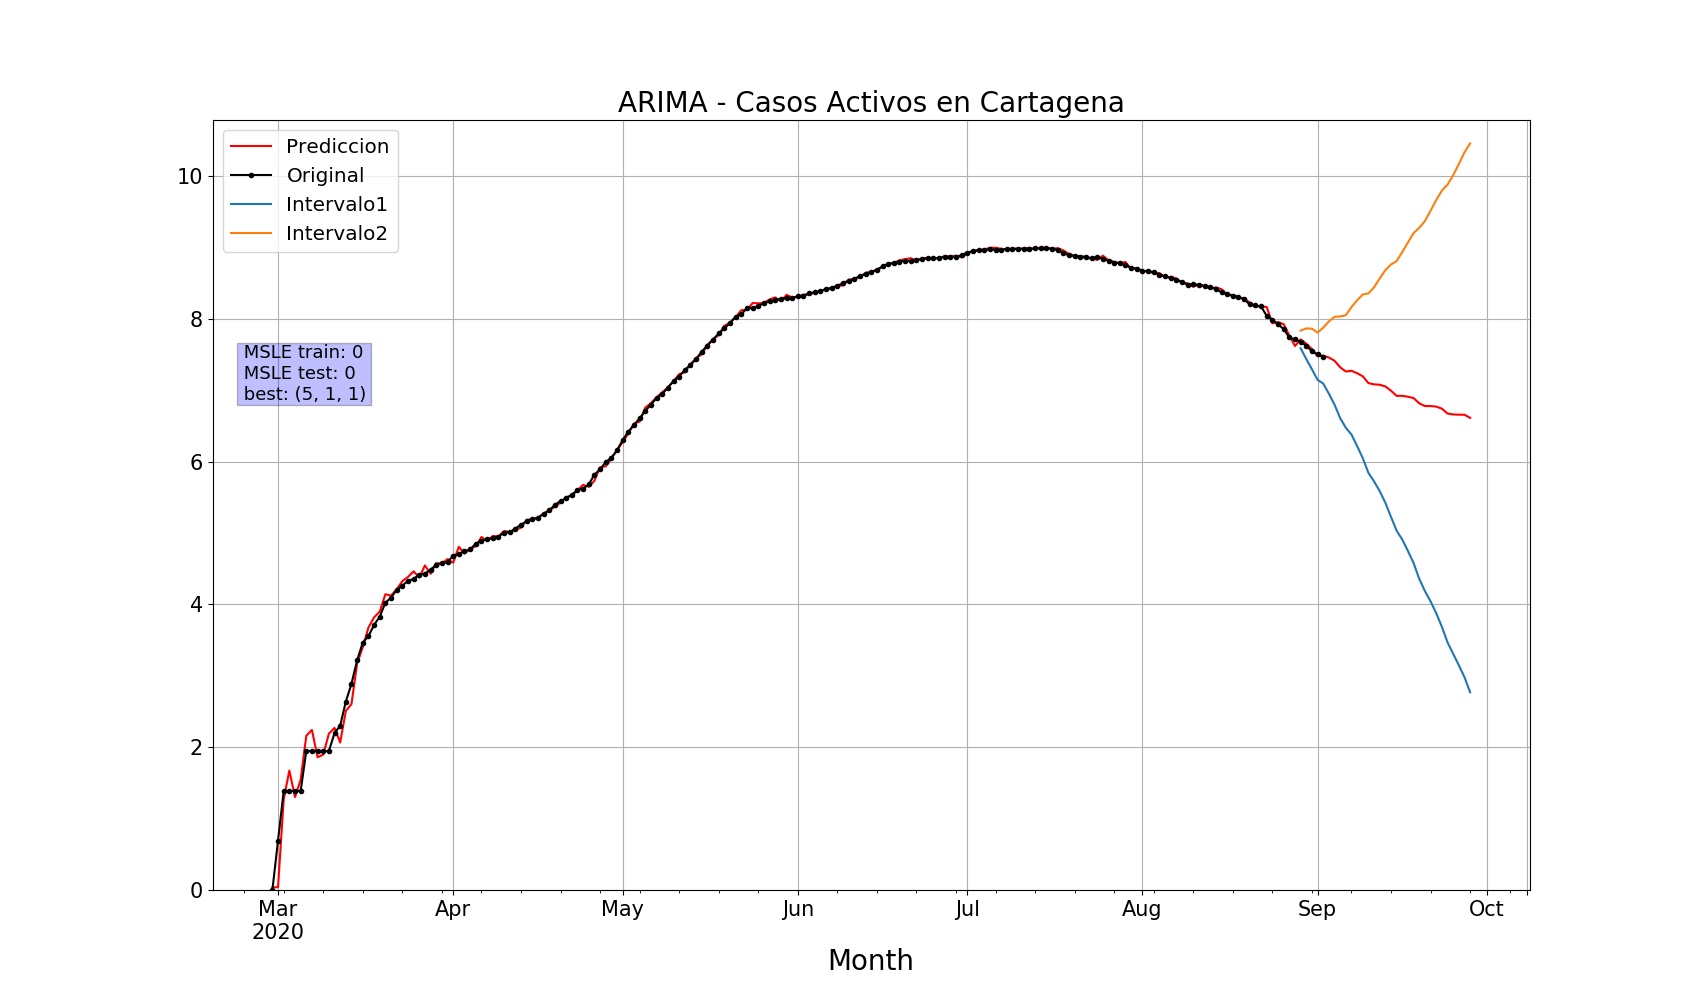 ARIMA - Casos Activos en Cartagena
Prediccion
Original
Intervalo1
Intervalo2
10
8
MSLE train: 0
MSLE test: 0
best: (5, 1, 1)
6
4
2
0
Mar Apr May Jun Jul Aug Sep Oct
2020
Month